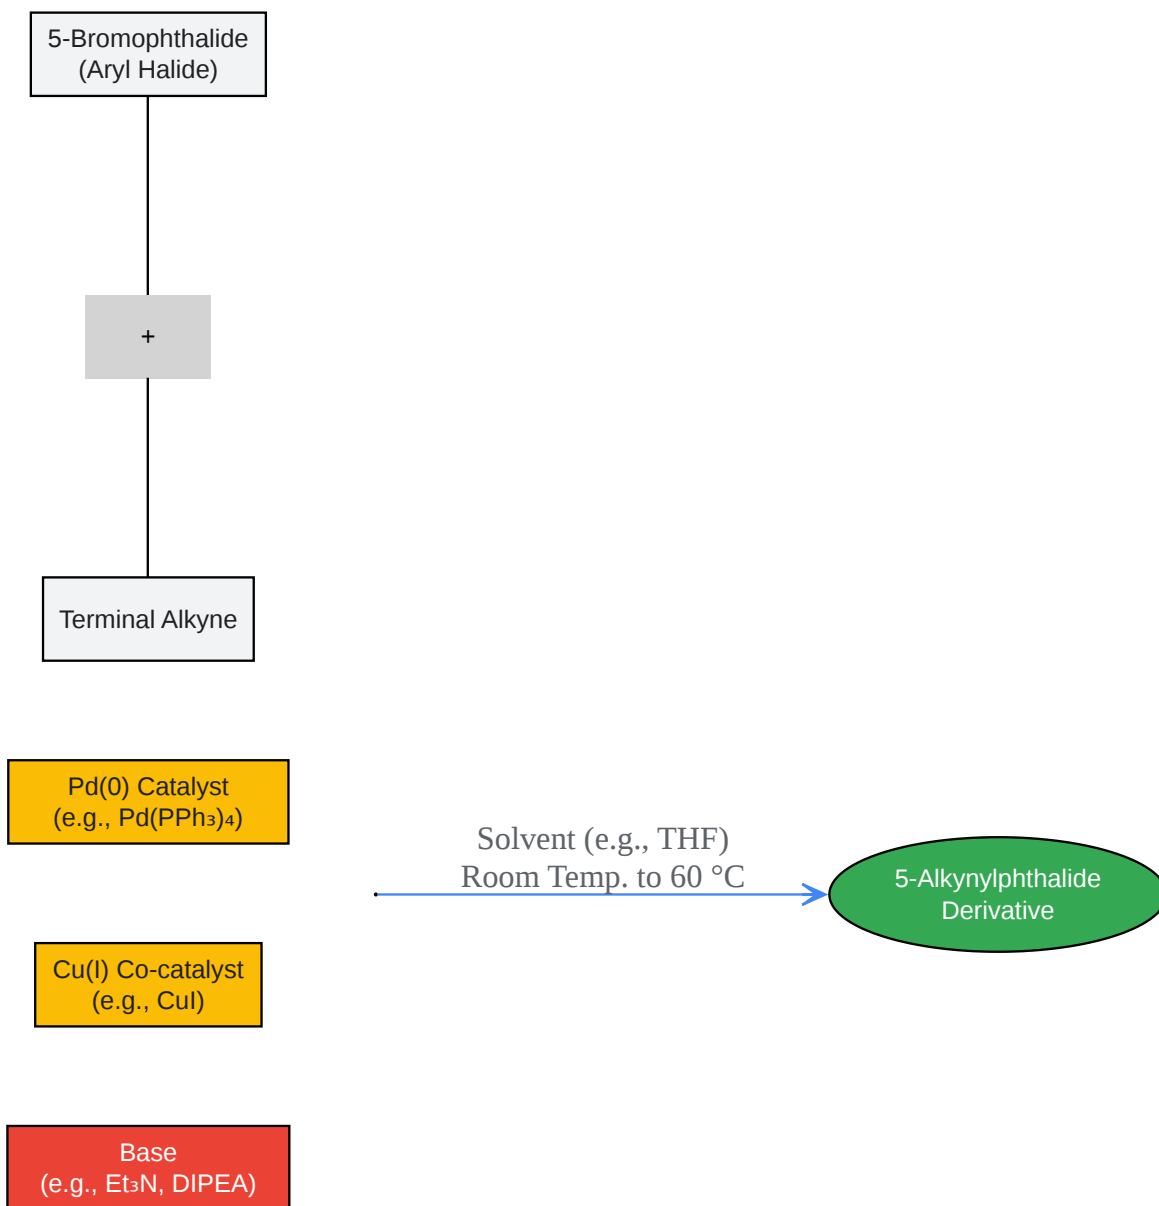 5-Bromophthalide
(Aryl Halide)
+
Terminal Alkyne
Pd(0) Catalyst
(e.g., Pd(PPh₃)₄)
Solvent (e.g., THF)
Room Temp. to 60 °C
5-Alkynylphthalide
Derivative
Cu(I) Co-catalyst
(e.g., CuI)
Base
(e.g., Et₃N, DIPEA)